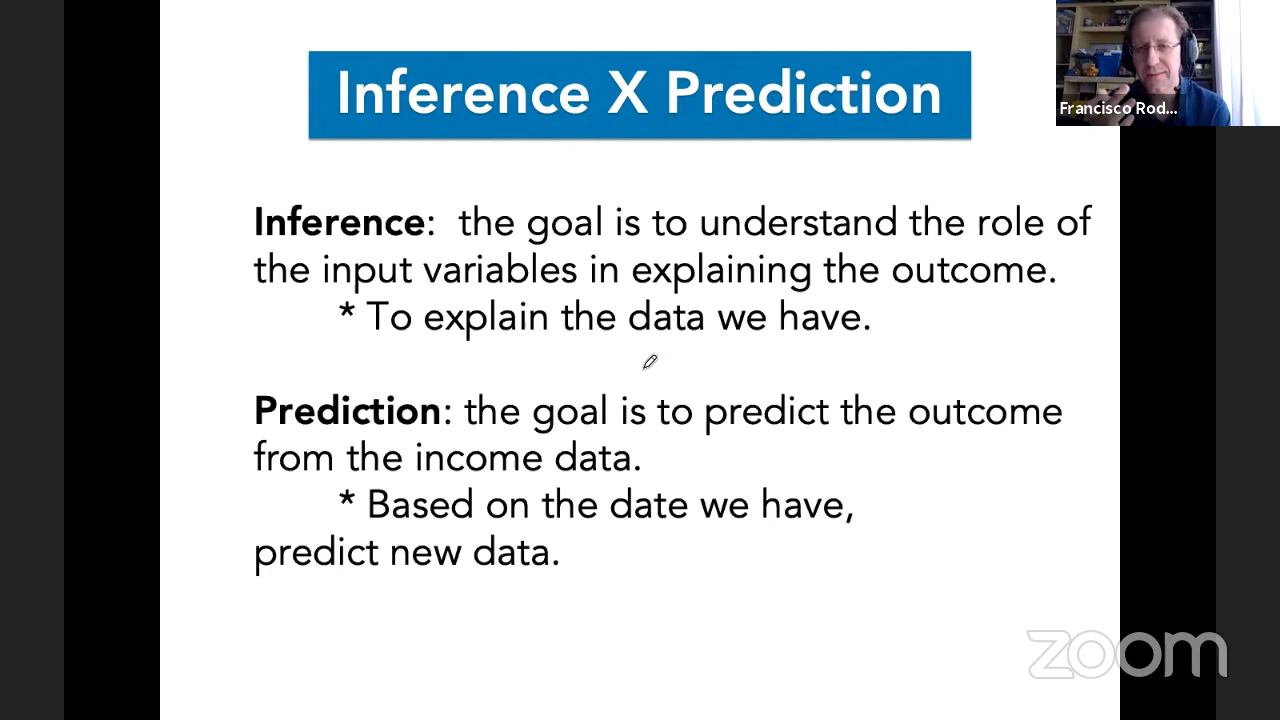 Inference X Prediction
Francisco Rod...
Inference: the goal is to understand the role of
the input variables in explaining the outcome.
* To explain the data we have.
Prediction: the goal is to predict the outcome
from the income data.
* Based on the date we have,
predict new data.
zoom